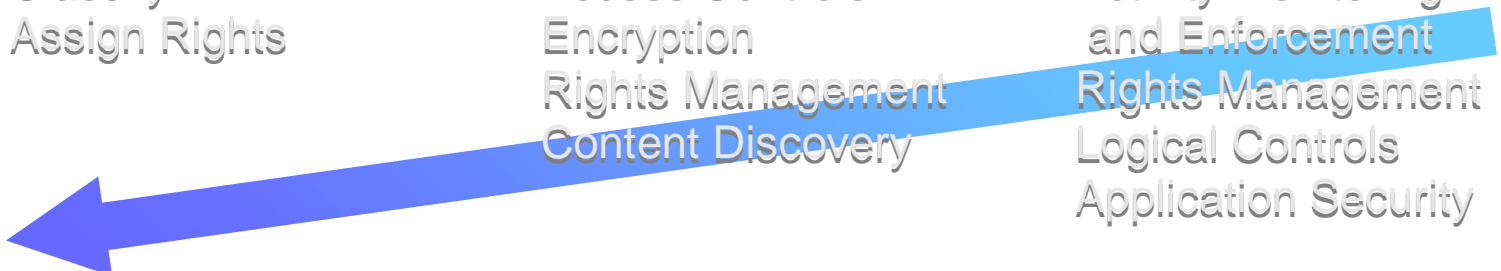 Assign Rights
Encryption
Rights Management
Content Discovery
and Enforcement
Rights Management
Logical Controls
Application Security